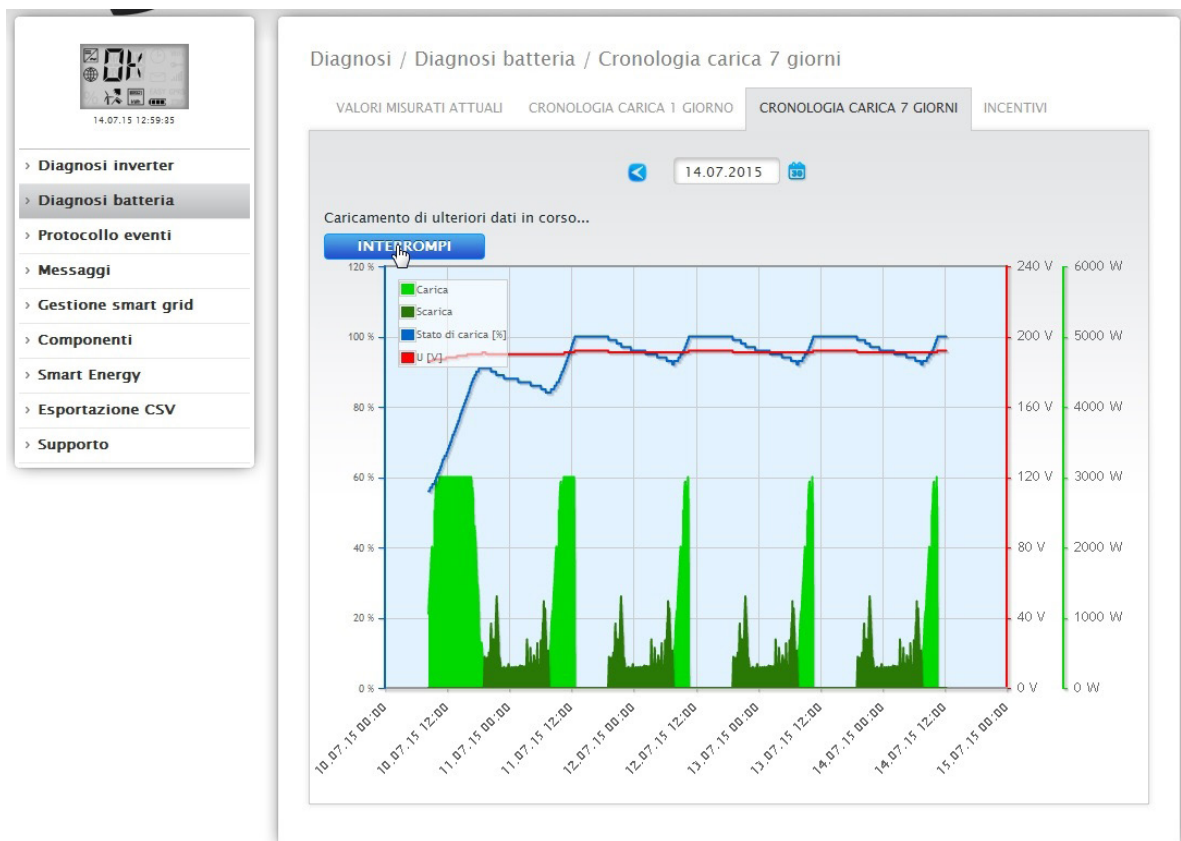 OK
14.07.15 12:59:35
› Diagnosi inverter
› Diagnosi batteria
› Protocollo eventi
› Messaggi
› Gestione smart grid
› Componenti
› Smart Energy
› Esportazione CSV
› Supporto
Diagnosi / Diagnosi batteria / Cronologia carica 7 giorni
VALORI MISURATI ATTUALI CRONOLOGIA CARICA 1 GIORNO CRONOLOGIA CARICA 7 GIORNI INCENTIVI
14.07.2015
Caricamento di ulteriori dati in corso...
INTERROMPI
120 % 240 V 6000 W
Carica
Scarica
100 % Stato di carica [%] 200 V 5000 W
U [V]
80 % 160 V 4000 W
60 % 120 V 3000 W
40 % 80 V 2000 W
20 % 40 V 1000 W
0 % 0 V 0 W
10.07.15 00:00 10.07.15 12:00 11.07.15 00:00 11.07.15 12:00 12.07.15 00:00 12.07.15 12:00 13.07.15 00:00 13.07.15 12:00 14.07.15 00:00 14.07.15 12:00 15.07.15 00:00